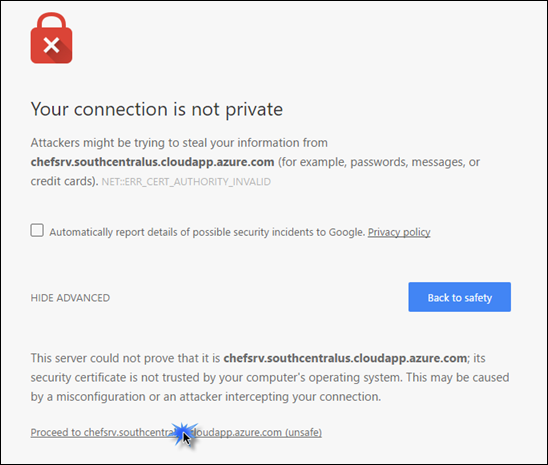 Your connection is not private
Attackers might be trying to steal your information from
chefsrv.southcentralus.cloudapp.azure.com (for example, passwords, messages, or
credit cards). NET::ERR_CERT_AUTHORITY_INVALID
Automatically report details of possible security incidents to Google. Privacy policy
HIDE ADVANCED
Back to safety
This server could not prove that it is chefsrv.southcentralus.cloudapp.azure.com; its
security certificate is not trusted by your computer's operating system. This may be caused
by a misconfiguration or an attacker intercepting your connection.
Proceed to chefsrv.southcentralus.cloudapp.azure.com (unsafe)